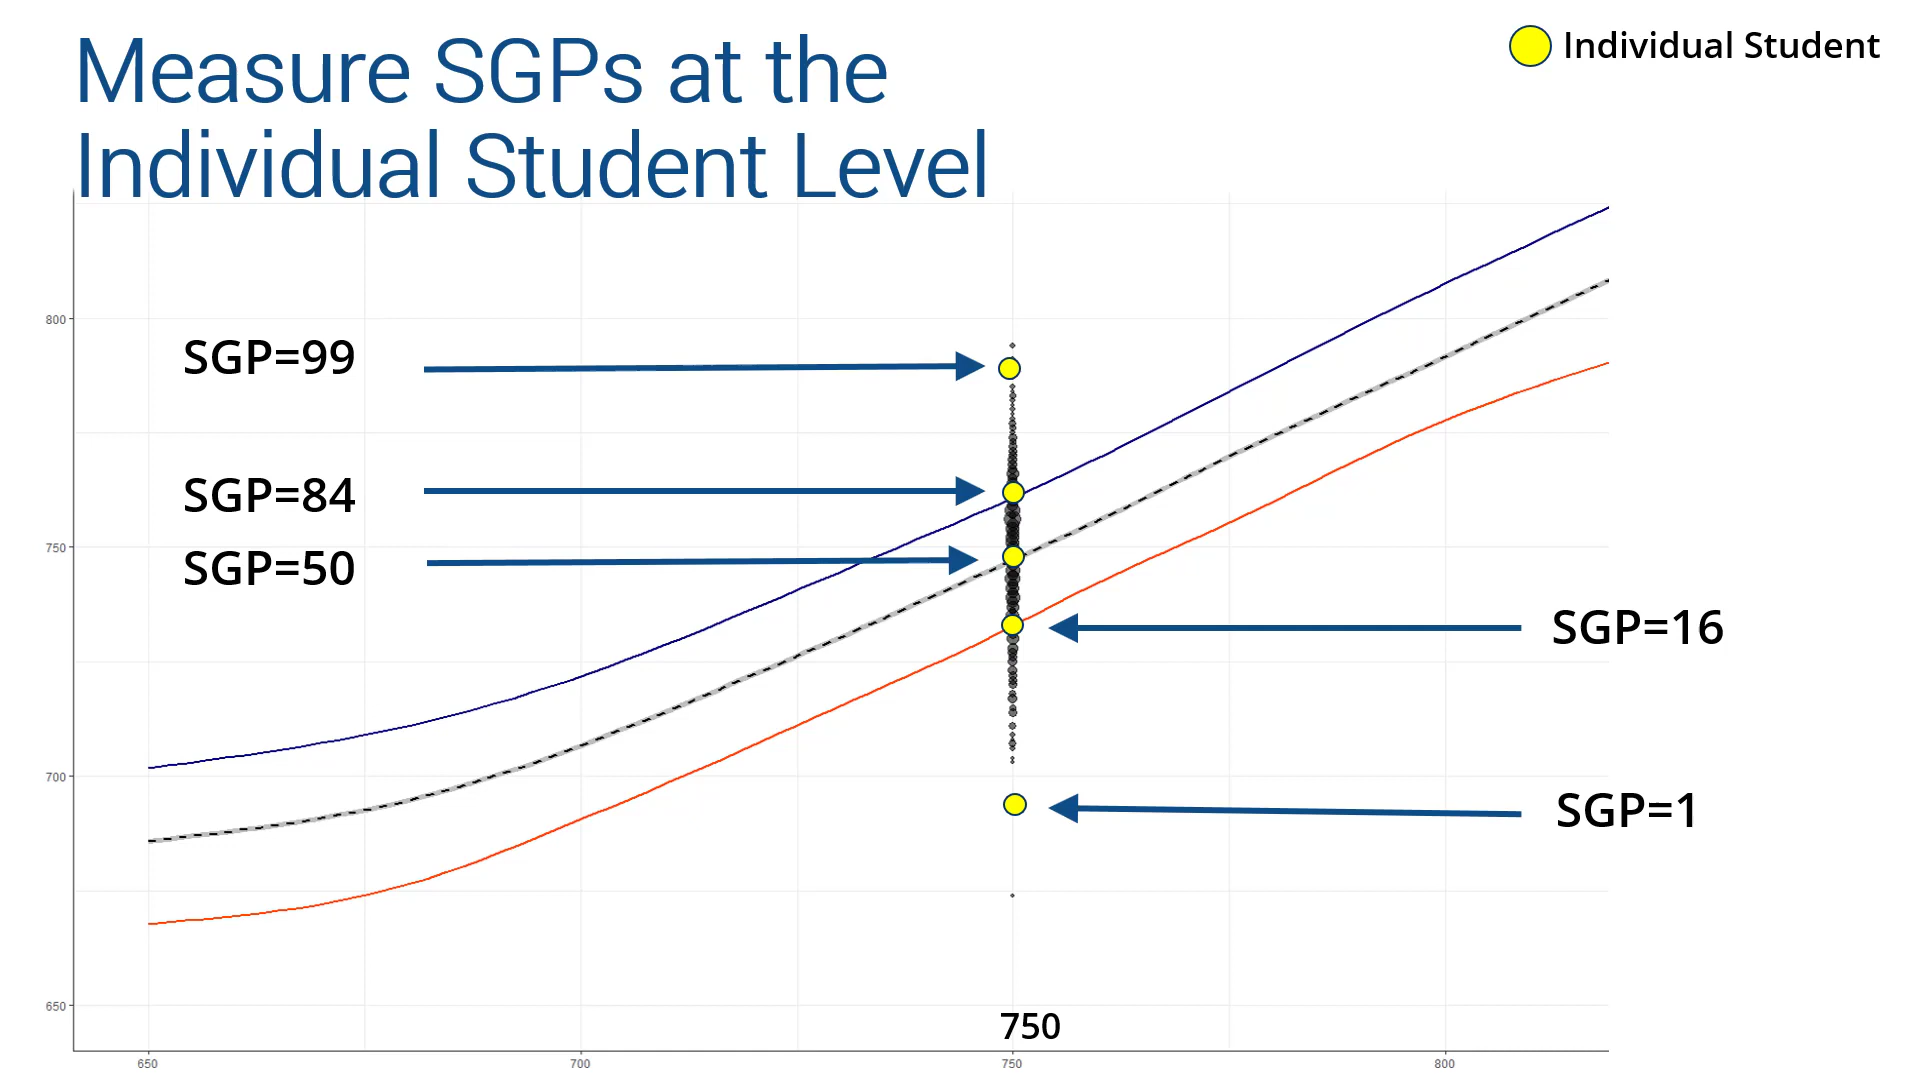 Measure SGPs at the
Individual Student Level
Individual Student
800
SGP=99
SGP=84
750
SGP=50
SGP=16
700
SGP=1
650
750
650
700
750
800